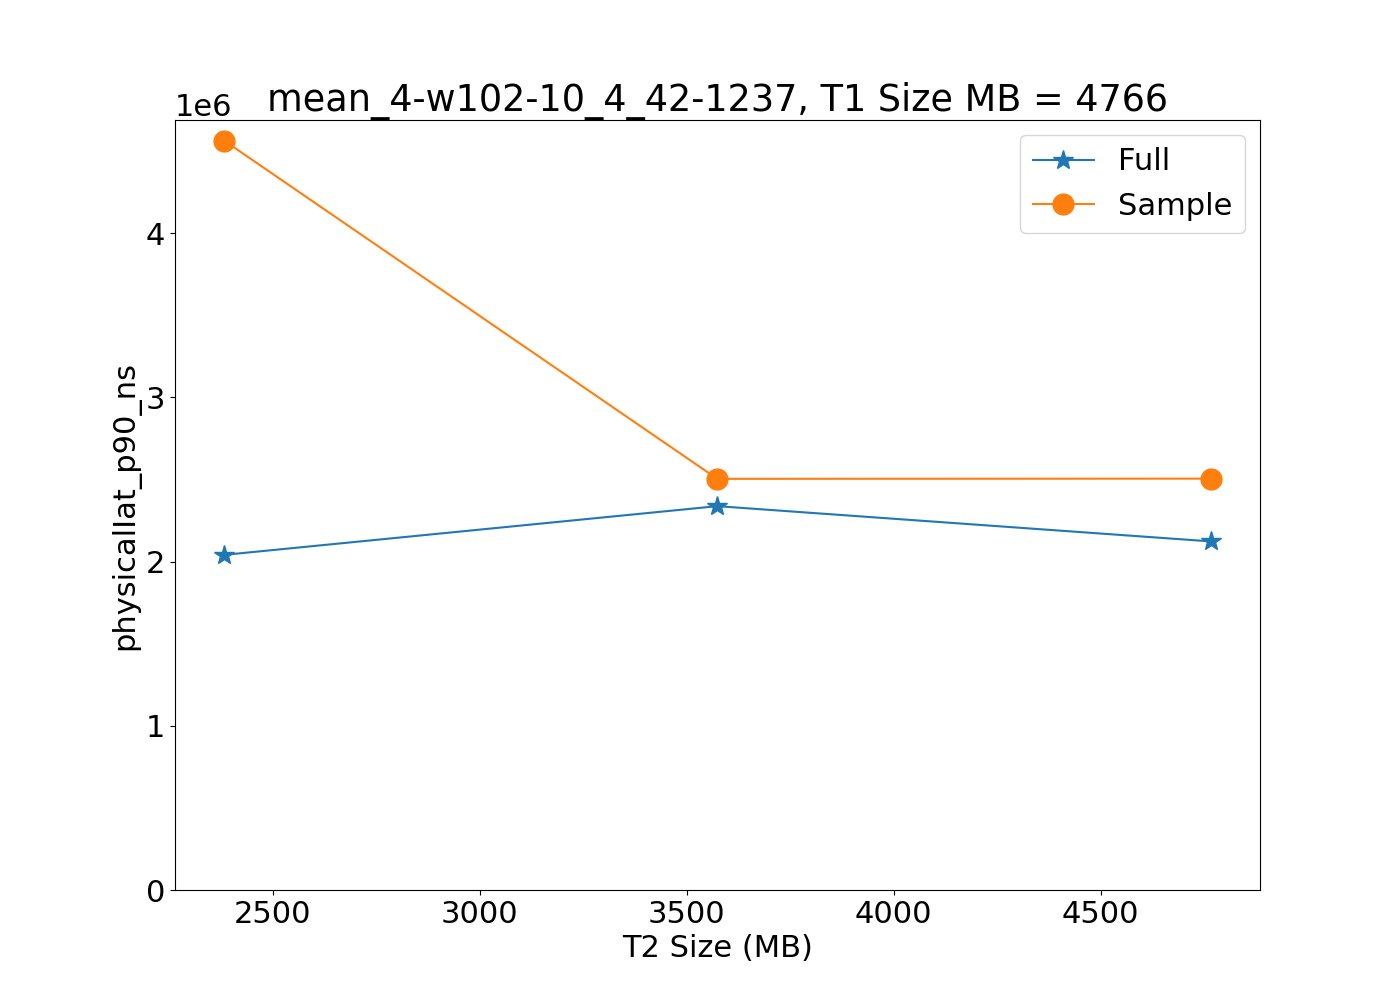 1e6
mean_4-w102-10_4_42-1237, T1 Size MB = 4766
Full
Sample
physicallat_p90_ns
4
3
2
1
0
2500 3000 3500 4000 4500
T2 Size (MB)